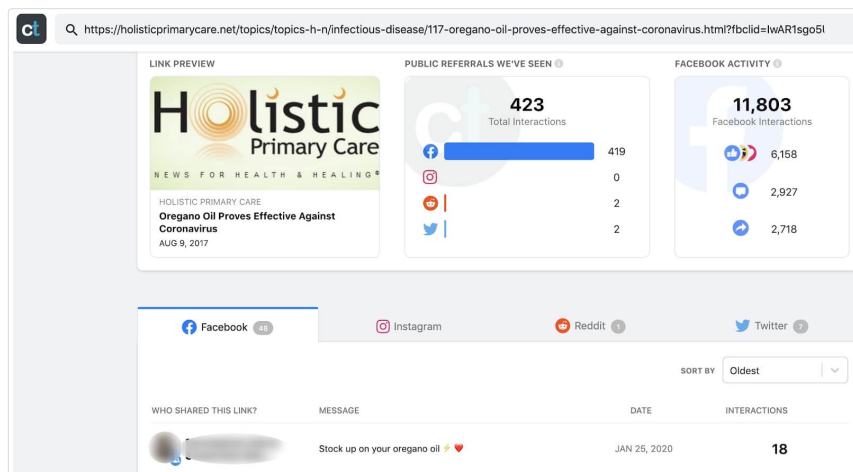 ct
https://holisticprimarycare.net/topics/topics-h-n/infectious-disease/117-oregano-oil-proves-effective-against-coronavirus.html?fbclid=IwAR1sgo5U
LINK PREVIEW
PUBLIC REFERRALS WE'VE SEEN
FACEBOOK ACTIVITY
Holistic
Primary Care
NEWS FOR HEALTH & HEALING®
HOLISTIC PRIMARY CARE
Oregano Oil Proves Effective Against
Coronavirus
AUG 9, 2017
423
Total Interactions
419
0
2
2
11,803
Facebook Interactions
6,158
2,927
2,718
Facebook 48
Instagram
Reddit 1
Twitter 7
SORT BY Oldest
WHO SHARED THIS LINK? MESSAGE DATE INTERACTIONS
Stock up on your oregano oil ⚡ ❤️ JAN 25, 2020 18